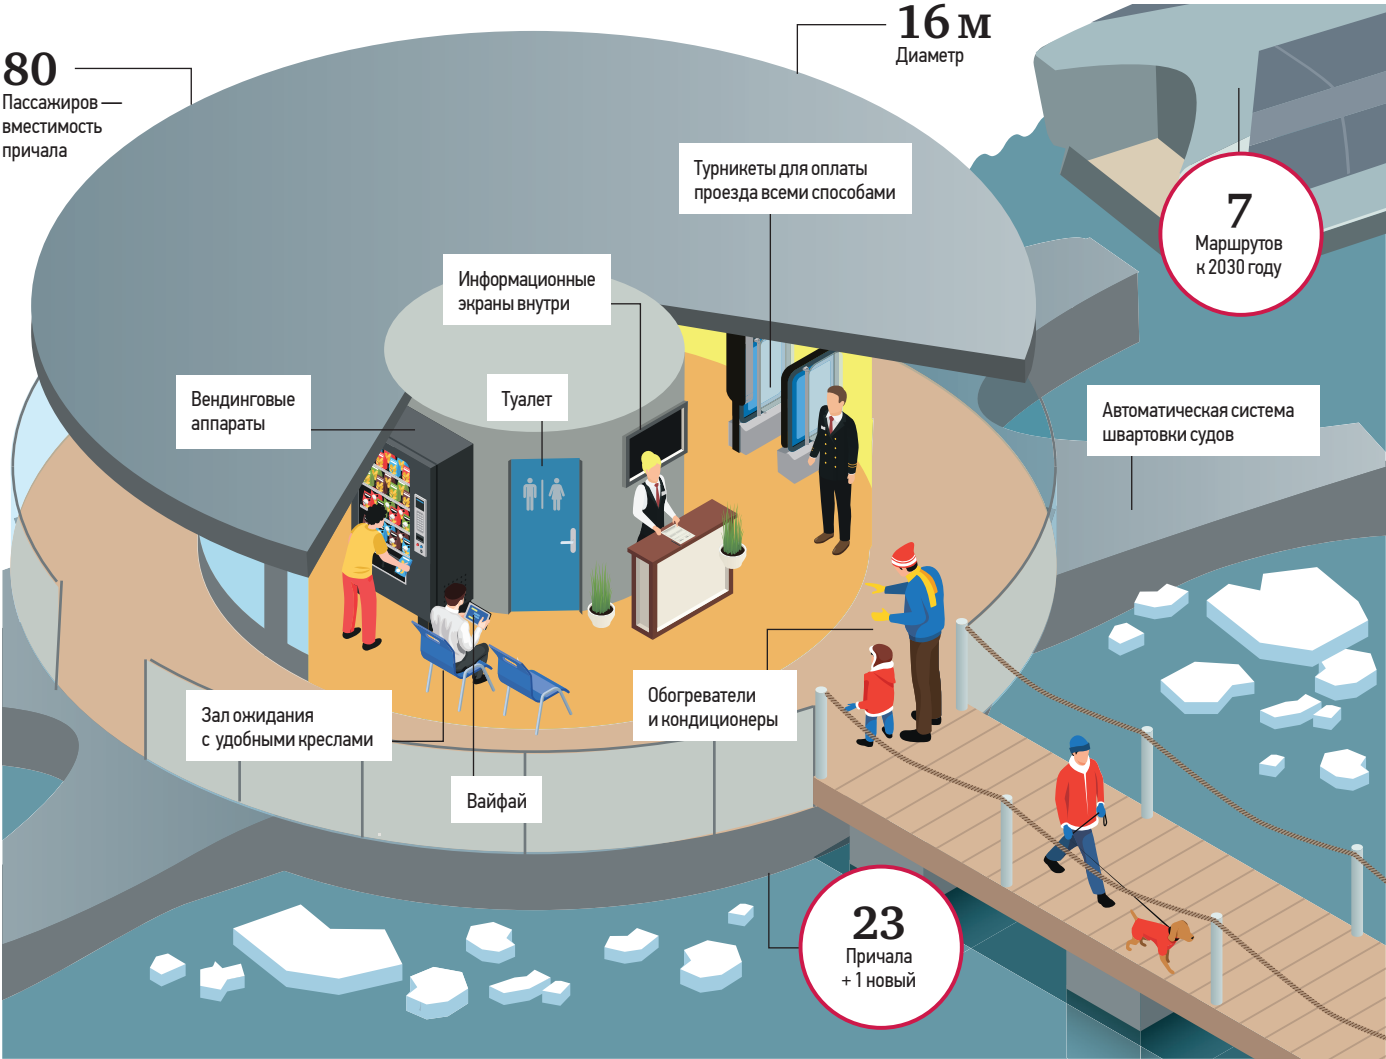 16 м
Диаметр
80
Пассажиров —
вместимость
причала
Турникеты для оплаты
проезда всеми способами
7
Маршрутов
к 2030 году
Информационные
экраны внутри
Вендинговые
аппараты
Туалет
Автоматическая система
швартовки судов
Зал ожидания
с удобными креслами
Обогреватели
и кондиционеры
Вайфай
23
Причала
+ 1 новый